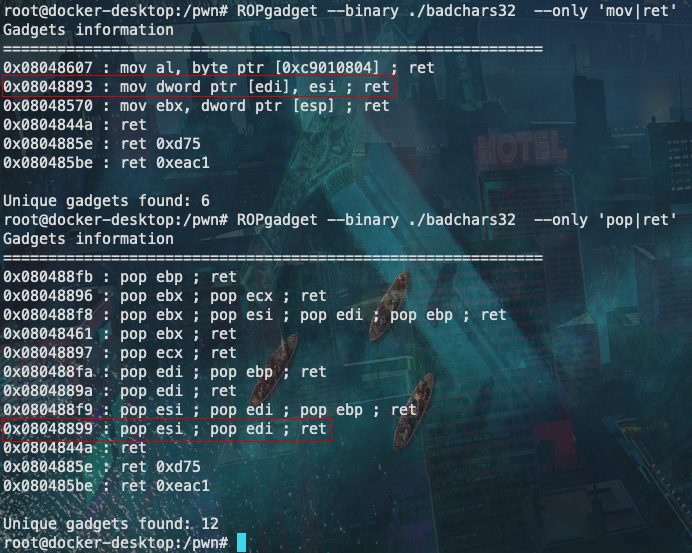 root@docker-desktop:/pwn# ROPgadget --binary ./badchars32  --only 'mov|ret'
Gadgets information
============================================================
0x08048607 : mov al, byte ptr [0xc9010804] ; ret
0x08048893 : mov dword ptr [edi], esi ; ret
0x08048570 : mov ebx, dword ptr [esp] ; ret
0x0804844a : ret
0x0804885e : ret 0xd75
0x080485be : ret 0xeac1

Unique gadgets found: 6
root@docker-desktop:/pwn# ROPgadget --binary ./badchars32  --only 'pop|ret'
Gadgets information
============================================================
0x080488fb : pop ebp ; ret
0x08048896 : pop ebx ; pop ecx ; ret
0x080488f8 : pop ebx ; pop esi ; pop edi ; pop ebp ; ret
0x08048461 : pop ebx ; ret
0x08048897 : pop ecx ; ret
0x080488fa : pop edi ; pop ebp ; ret
0x0804889a : pop edi ; ret
0x080488f9 : pop esi ; pop edi ; pop ebp ; ret
0x08048899 : pop esi ; pop edi ; ret
0x0804844a : ret
0x0804885e : ret 0xd75
0x080485be : ret 0xeac1

Unique gadgets found: 12
root@docker-desktop:/pwn#
MOTEL